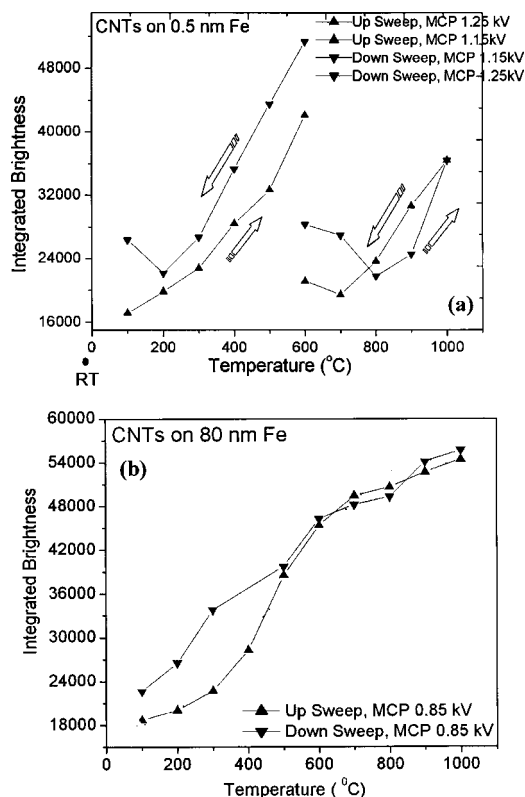 CNTs on 0.5 nm Fe
Up Sweep, MCP 1.25 kV
Up Sweep, MCP 1.15kV
Down Sweep, MCP 1.15kV
Down Sweep, MCP 1.25kV
Integrated Brightness
48000
40000
32000
24000
16000
(a)
0 200 400 600 800 1000
RT
Temperature (°C)
CNTs on 80 nm Fe
(b)
Integrated Brightness
60000
54000
48000
42000
36000
30000
24000
18000
Up Sweep, MCP 0.85 kV
Down Sweep, MCP 0.85 kV
0 200 400 600 800 1000
Temperature ( °C)